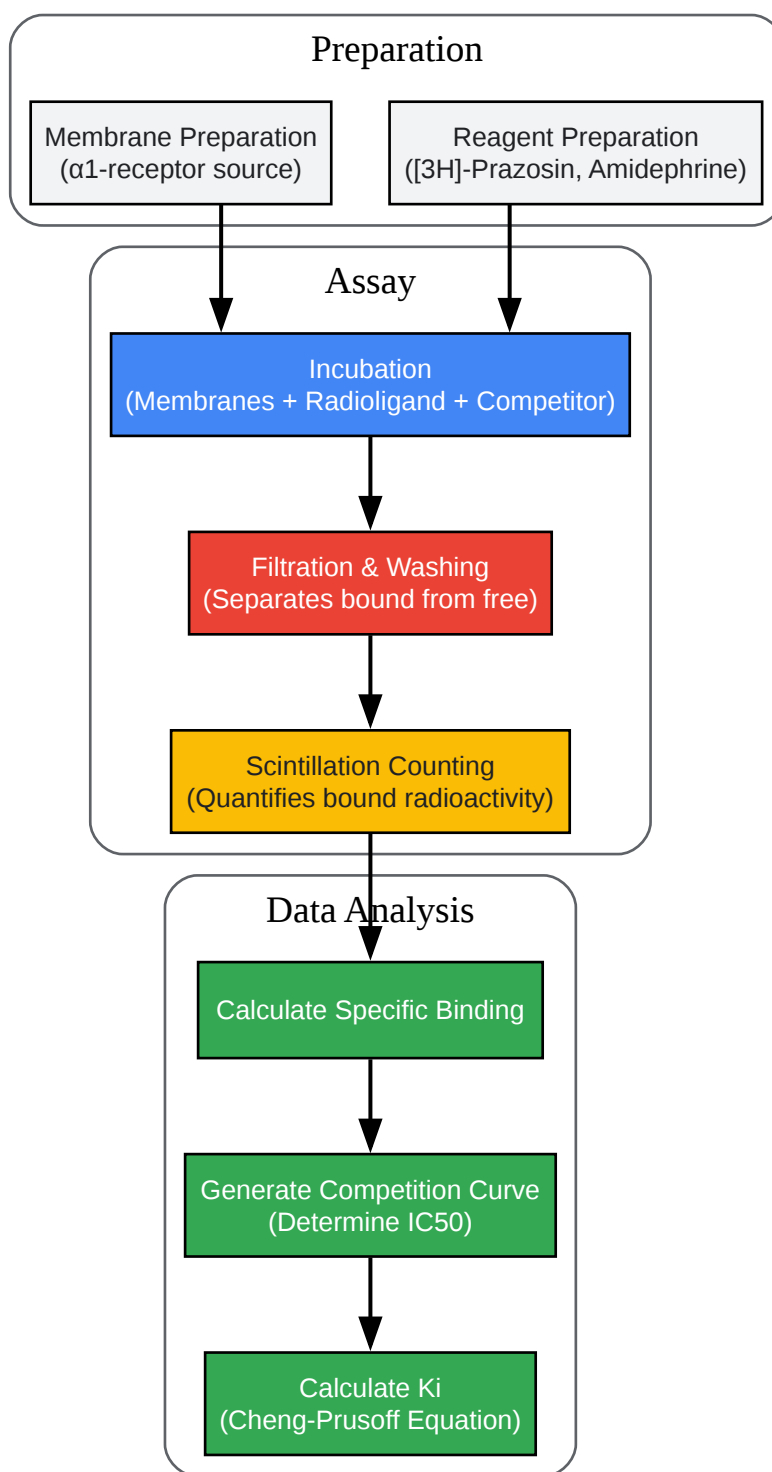 Preparation
Membrane Preparation
(α1-receptor source)
Reagent Preparation
([3H]-Prazosin, Amidephrine)
Assay
Incubation
(Membranes + Radioligand + Competitor)
Filtration & Washing
(Separates bound from free)
Scintillation Counting
(Quantifies bound radioactivity)
Data Analysis
Calculate Specific Binding
Generate Competition Curve
(Determine IC50)
Calculate Ki
(Cheng-Prusoff Equation)